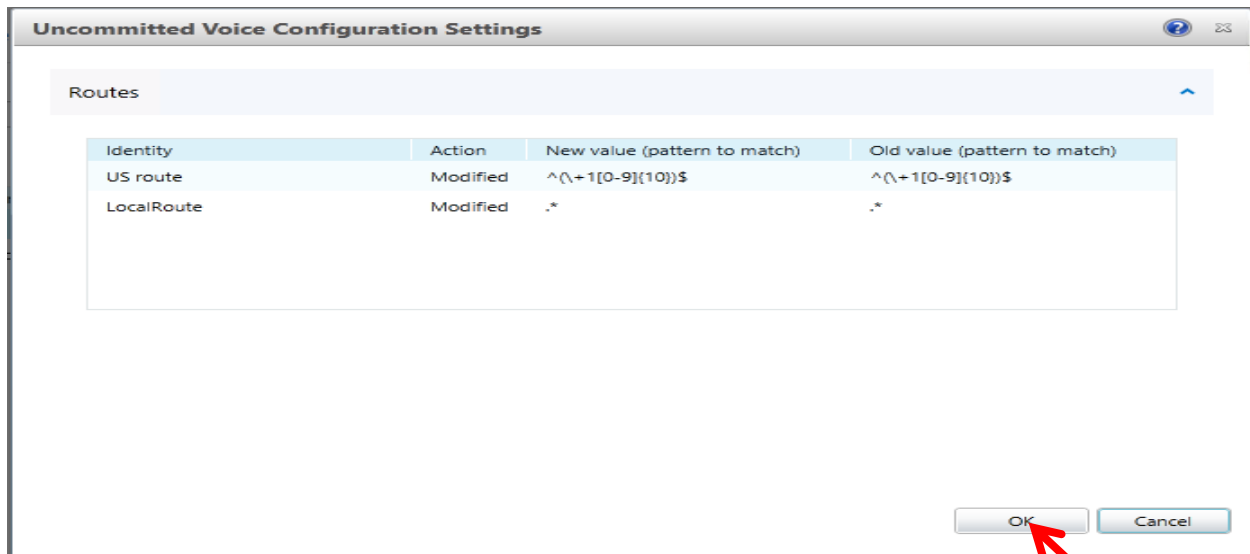 Uncommitted Voice Configuration Settings
Routes
Identity Action New value (pattern to match) Old value (pattern to match)
US route Modified ^(\+1[0-9]{10})$ ^(\+1[0-9]{10})$
LocalRoute Modified .* .*
OK Cancel